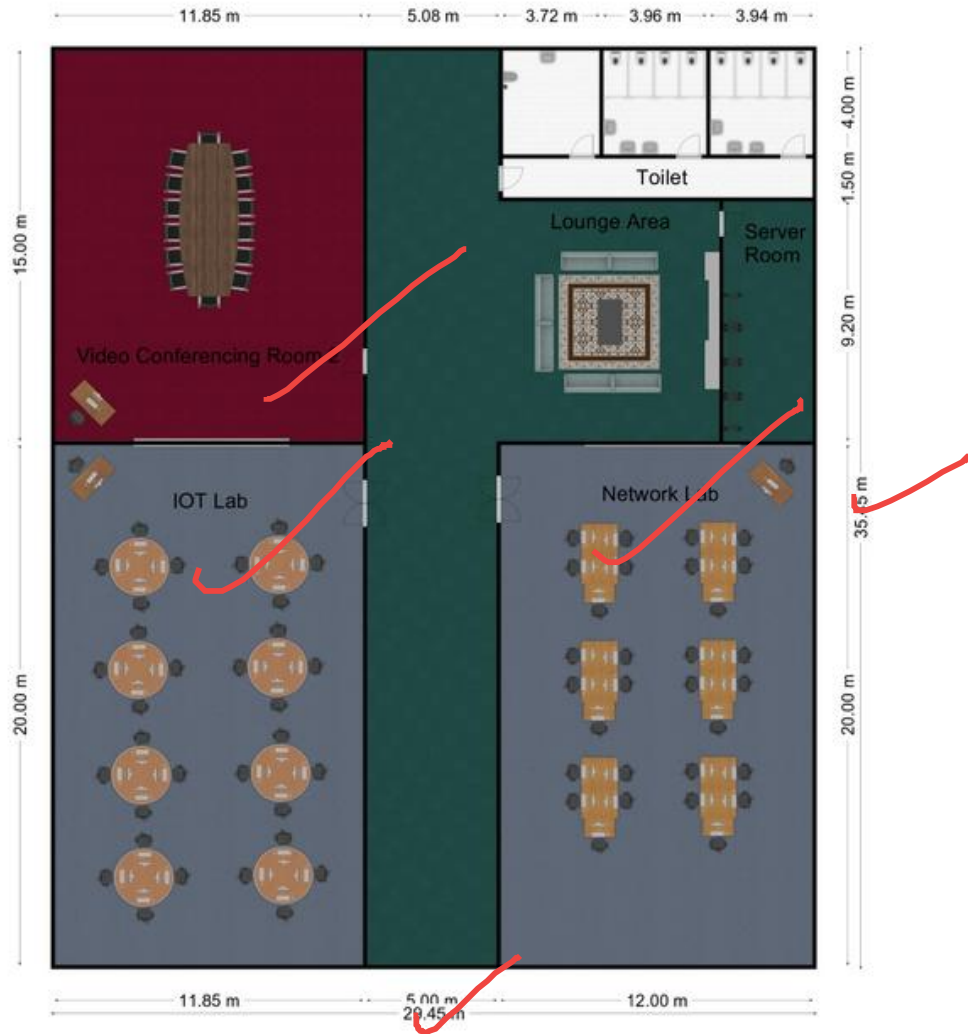 11.85 m 5.08 m 3.72 m 3.96 m 3.94 m
4.00 m
1.50 m
Toilet
Lounge Area
Server
Room
15.00 m
9.20 m
Video Conferencing Room
IOT Lab
Network Lab
20.00 m
20.00 m
11.85 m 5.00 m 12.00 m
29.45 m